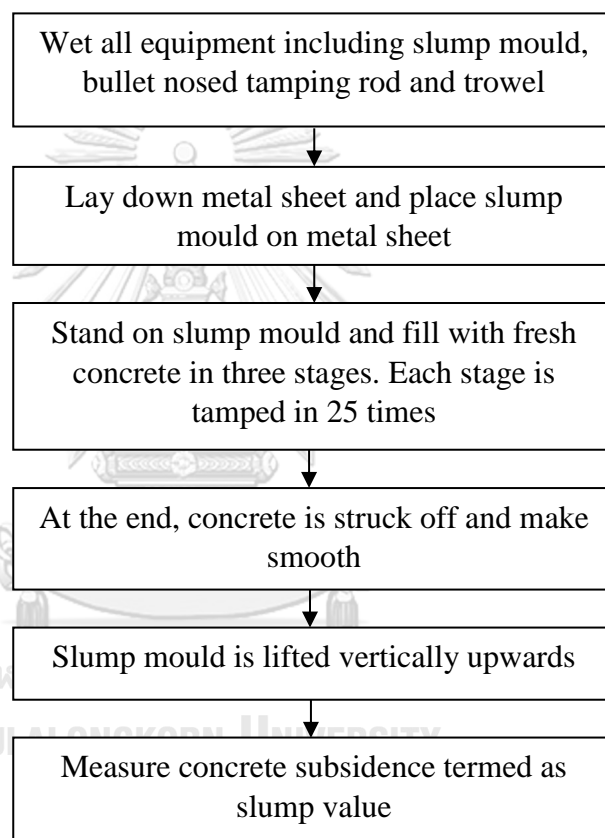 Wet all equipment including slump mould,
bullet nosed tamping rod and trowel
Lay down metal sheet and place slump
mould on metal sheet
Stand on slump mould and fill with fresh
concrete in three stages. Each stage is
tamped in 25 times
At the end, concrete is struck off and make
smooth
Slump mould is lifted vertically upwards
UNIVERSITY
Measure concrete subsidence termed as
slump value